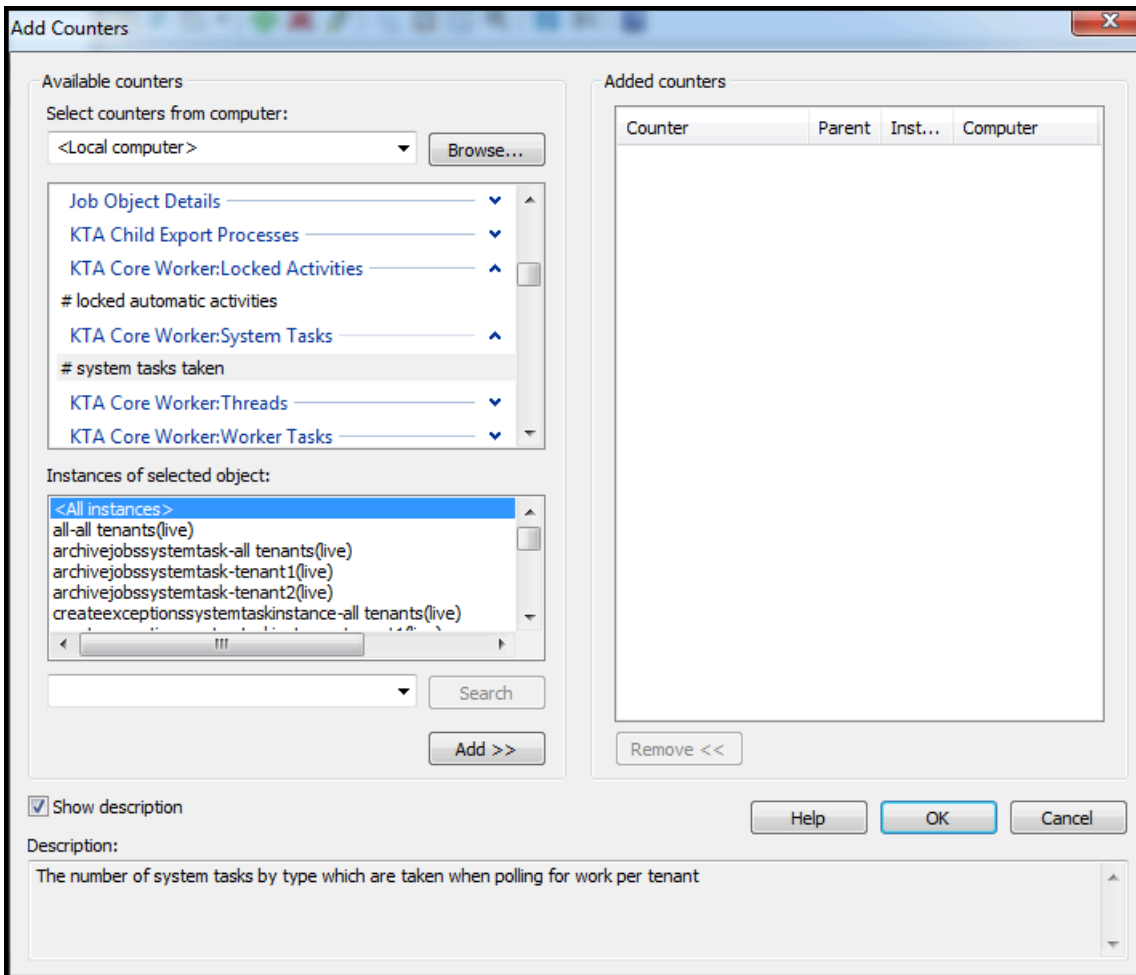 Add Counters
Available counters
Select counters from computer:
<Local computer>
Browse...
Job Object Details
KTA Child Export Processes
KTA Core Worker:Locked Activities
# locked automatic activities
KTA Core Worker:System Tasks
# system tasks taken
KTA Core Worker:Threads
KTA Core Worker:Worker Tasks
Instances of selected object:
<All instances>
all-all tenants(live)
archivejobssystemtask-all tenants(live)
archivejobssystemtask-tenant1(live)
archivejobssystemtask-tenant2(live)
createexceptionssystemtaskinstance-all tenants(live)
Search
Add >>
Added counters
Counter Parent Inst... Computer
Remove <<
Show description
Help OK Cancel
Description:
The number of system tasks by type which are taken when polling for work per tenant